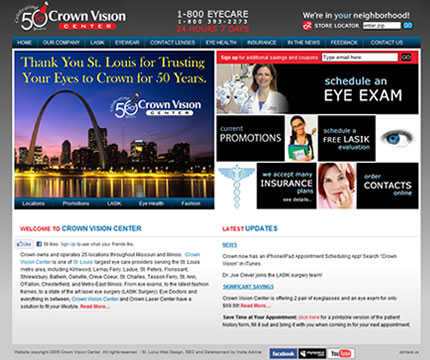 Celebrating
50 Crown Vision
CENTER
1-800 EYECARE
1-800 393-2273
24 HOURS 7 DAYS
We're in your neighborhood!
STORE LOCATOR enter zip GO
HOME OUR COMPANY LASIK EYEWEAR CONTACT LENSES EYE HEALTH INSURANCE IN THE NEWS FEEDBACK CONTACT US
Thank You St. Louis for Trusting
Your Eyes to Crown for 50 Years.
50 Crown Vision
CENTER
Locations Promotions LASIK Eye Health Fashion
Sign up for additional savings and coupons Type email here GO
schedule an
EYE EXAM
current
PROMOTIONS
schedule a
FREE LASIK
evaluation
we accept many
INSURANCE
plans
see details.
order
CONTACTS
online
WELCOME TO CROWN VISION CENTER
Like 56 likes. Sign Up to see what your friends like.
Crown owns and operates 25 locations throughout Missouri and Illinois. Crown
Vision Center is one of St. Louis' largest eye care providers serving the St. Louis
metro area, including Kirkwood, Lemay Ferry, Ladue, St. Peters, Florissant,
Shrewsbury, Ballwin, Oakville, Creve Coeur, St. Charles, Tesson Ferry, St. Ann,
O'Fallon, Chesterfield, and Metro East Illinois. From eye exams, to the latest fashion
frames, to a state of the art laser eye surgery (LASIK Surgery), Eye Doctors and
everything in between, Crown Vision Center and Crown Laser Center have a
solution to fit your lifestyle. Read More...
LATEST UPDATES
NEWS
Crown now has an iPhone/iPad Appointment Scheduling App! Search "Crown
Vision" in iTunes.
Dr. Joe Clever joins the LASIK surgery team!
SIGNIFICANT SAVINGS
Crown Vision Center is offering 2 pair of eyeglasses and an eye exam for only
$69.99! Read More...
Save Time at Your Appointment: click here for a printable version of the patient
history form, fill it out and bring it with you when coming in for your next appointment.
Website copyright 2009 Crown Vision Center. All rights reserved. St. Louis Web Design, SEO and Development by Insite Advice
facebook myspace YouTube
contact us